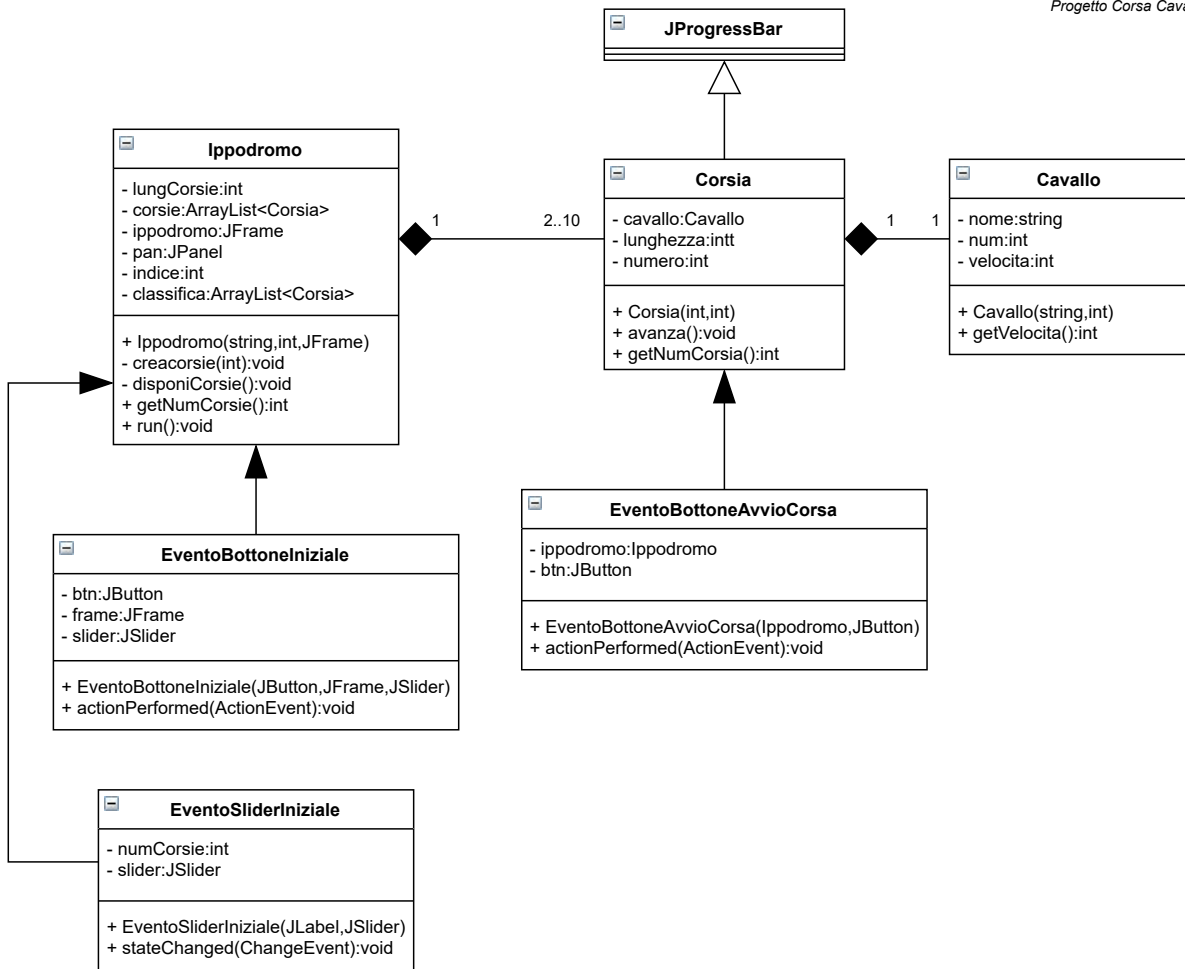 Progetto Corsa
JProgressBar
Ippodromo
- lungCorsie:int
- corsie:ArrayList<Corsia>
- ippodromo:JFrame
- pan:JPanel
- indice:int
- classifica:ArrayList<Corsia>
+ Ippodromo(string,int,JFrame)
- creacorsie(int):void
- disponiCorsie():void
+ getNumCorsie():int
+ run():void
1
2..10
Corsia
- cavallo:Cavallo
- lunghezza:intt
- numero:int
+ Corsia(int,int)
+ avanza():void
+ getNumCorsia():int
1
1
Cavallo
- nome:string
- num:int
- velocita:int
+ Cavallo(string,int)
+ getVelocita():int
EventoBottoneIniziale
- btn:JButton
- frame:JFrame
- slider:JSlider
+ EventoBottoneIniziale(JButton,JFrame,JSlider)
+ actionPerformed(ActionEvent):void
EventoBottoneAvvioCorsa
- ippodromo:Ippodromo
- btn:JButton
+ EventoBottoneAvvioCorsa(Ippodromo,JButton)
+ actionPerformed(ActionEvent):void
EventoSliderIniziale
- numCorsie:int
- slider:JSlider
+ EventoSliderIniziale(JLabel,JSlider)
+ stateChanged(ChangeEvent):void